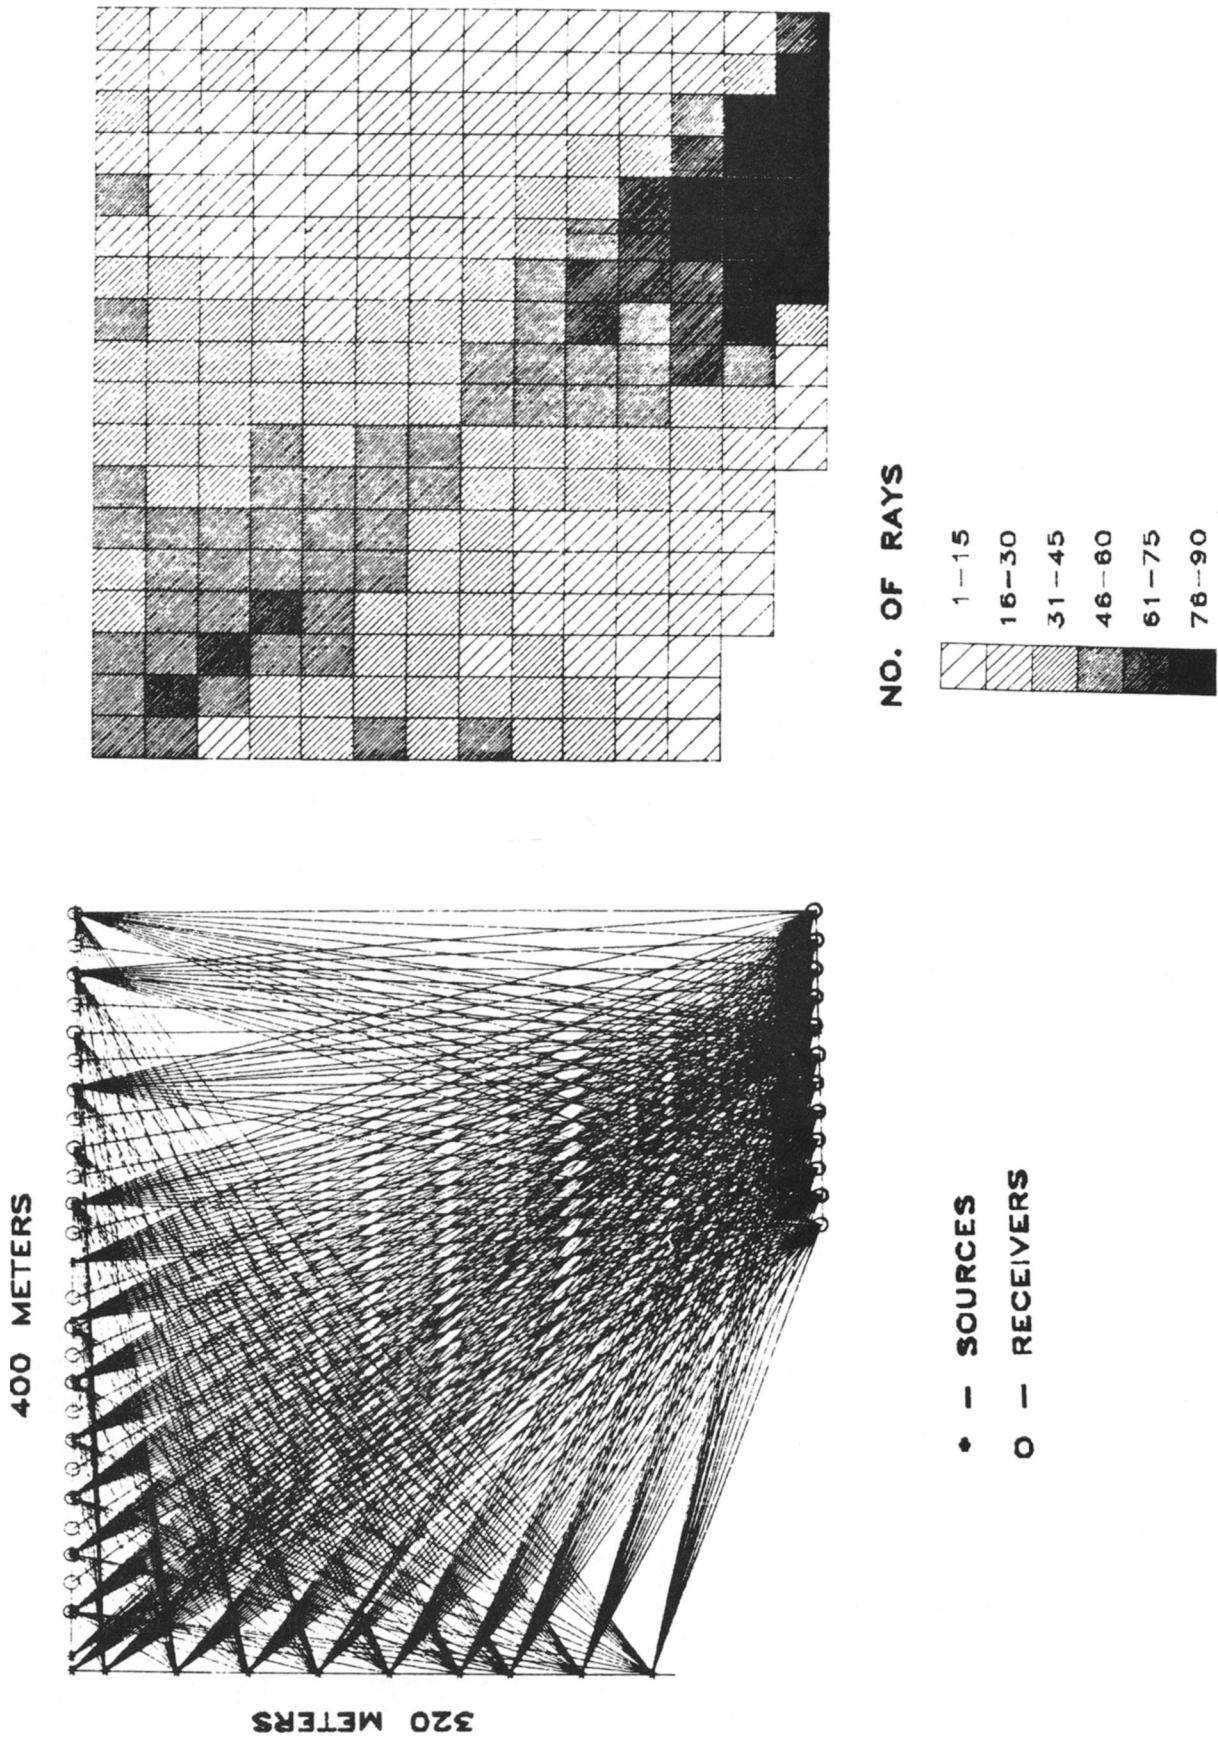 400 METERS
320 METERS
• — SOURCES
O — RECEIVERS
NO. OF RAYS
1-15
16-30
31-45
46-60
61-75
76-90